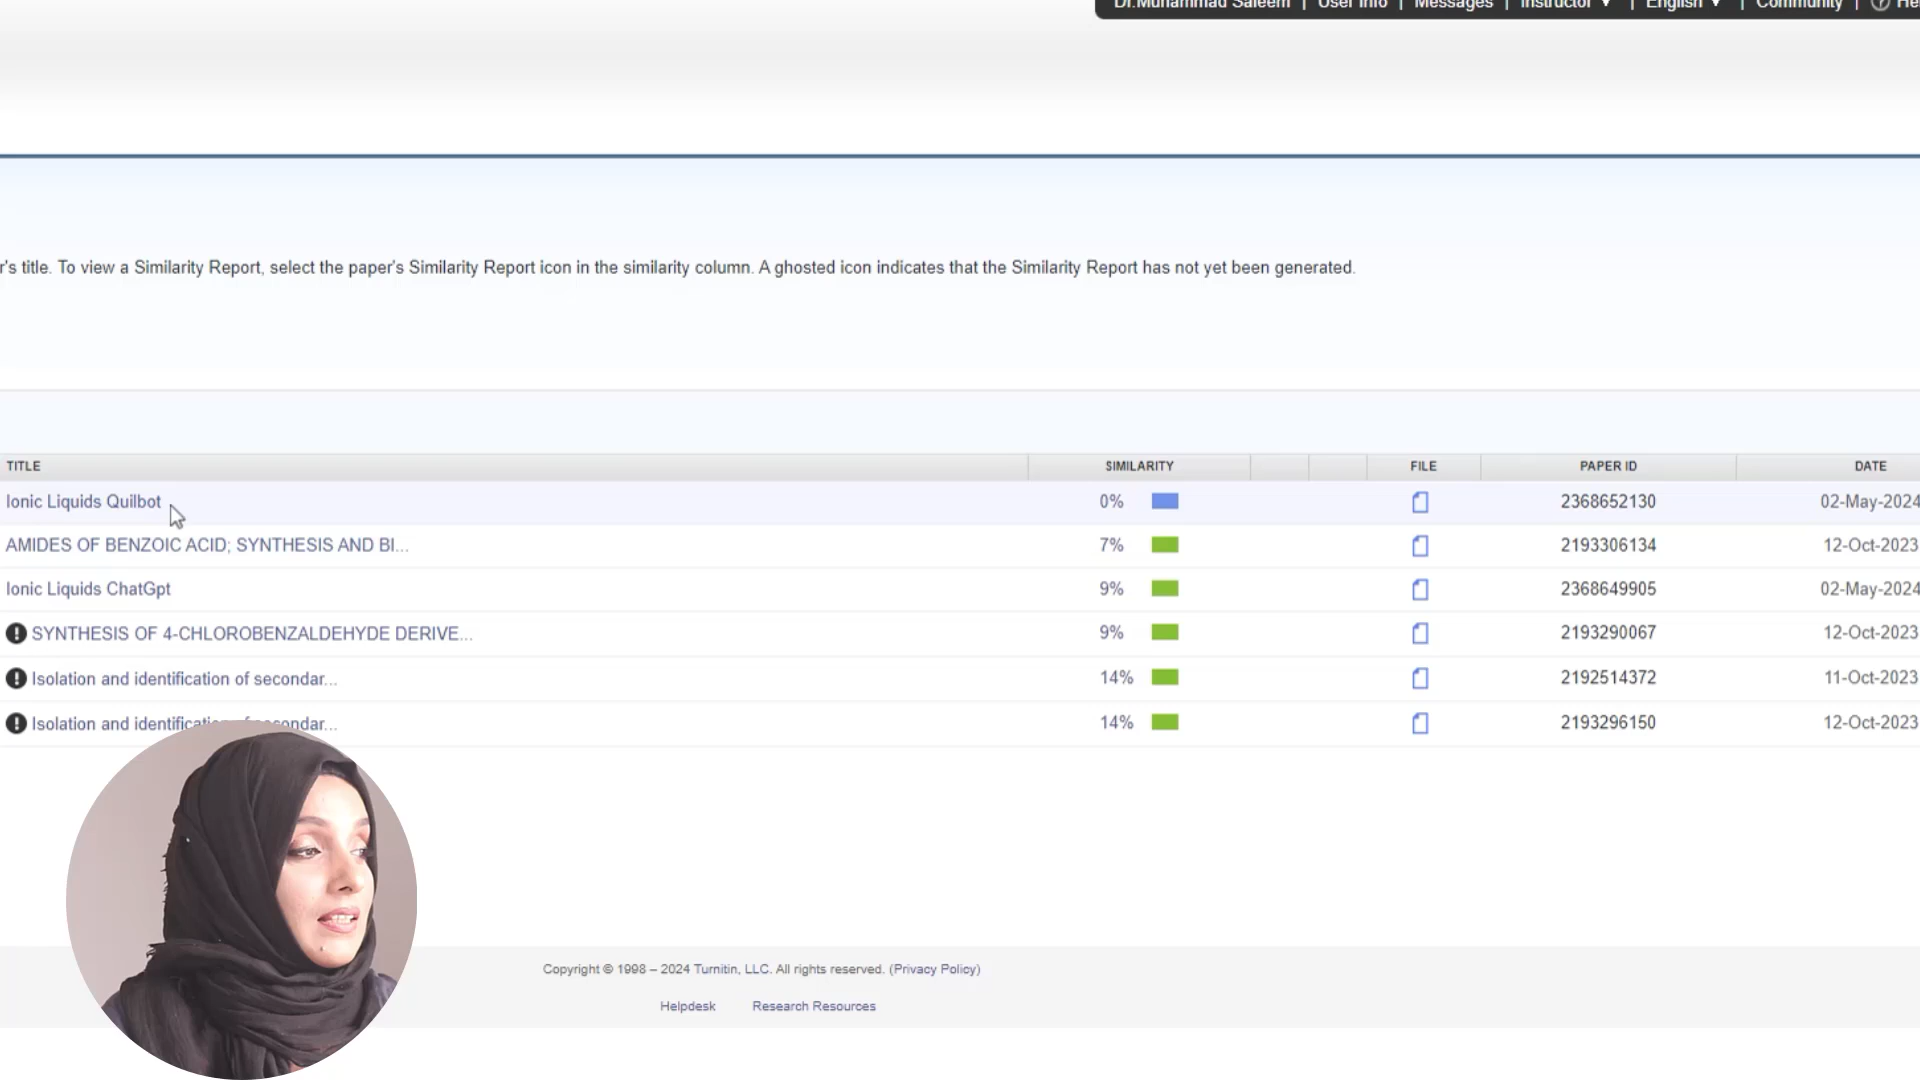 Dr.Muhammad Saleem | User Info | Messages | Instructor ▼ | English ▼ | Community |
r's title. To view a Similarity Report, select the paper's Similarity Report icon in the similarity column. A ghosted icon indicates that the Similarity Report has not yet been generated.
TITLE SIMILARITY FILE PAPER ID DATE
Ionic Liquids Quilbot 0% 2368652130 02-May-2024
AMIDES OF BENZOIC ACID; SYNTHESIS AND BI... 7% 2193306134 12-Oct-2023
Ionic Liquids ChatGpt 9% 2368649905 02-May-2024
SYNTHESIS OF 4-CHLOROBENZALDEHYDE DERIVE... 9% 2193290067 12-Oct-2023
Isolation and identification of secondar... 14% 2192514372 11-Oct-2023
Isolation and identification of secondar... 14% 2193296150 12-Oct-2023
Copyright © 1998 – 2024 Turnitin, LLC. All rights reserved. (Privacy Policy)
Helpdesk Research Resources